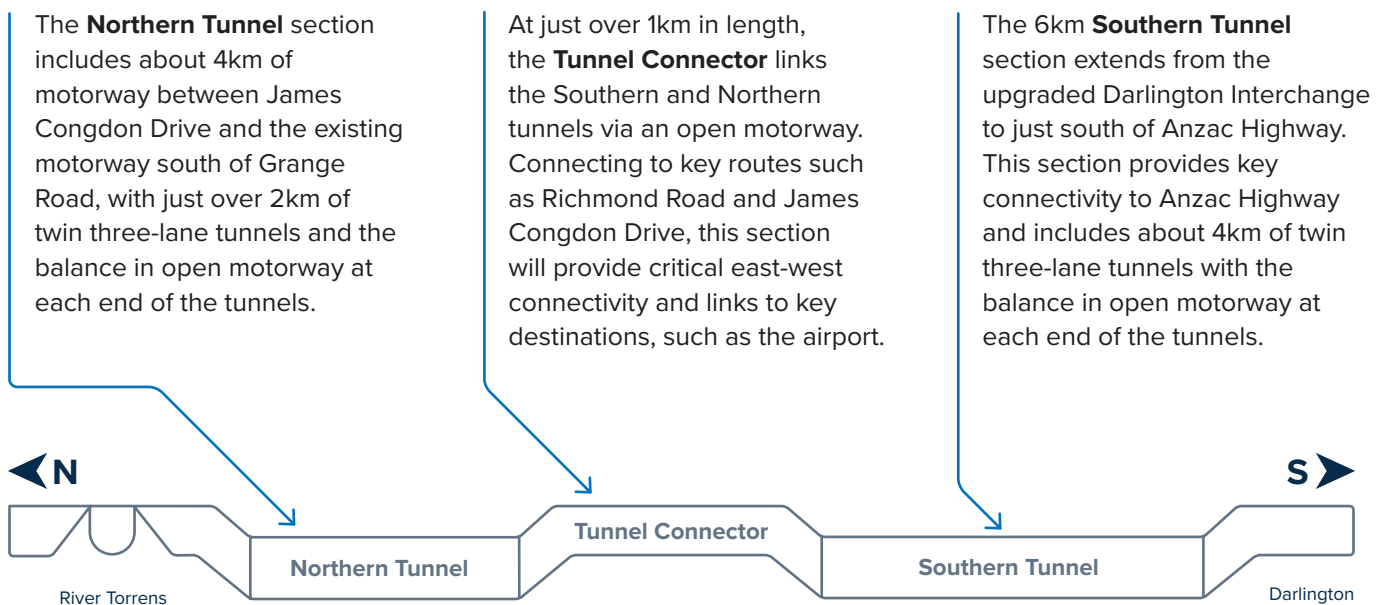 The Northern Tunnel section
includes about 4km of
motorway between James
Congdon Drive and the existing
motorway south of Grange
Road, with just over 2km of
twin three-lane tunnels and the
balance in open motorway at
each end of the tunnels.
At just over 1km in length,
the Tunnel Connector links
the Southern and Northern
tunnels via an open motorway.
Connecting to key routes such
as Richmond Road and James
Congdon Drive, this section
will provide critical east-west
connectivity and links to key
destinations, such as the airport.
The 6km Southern Tunnel
section extends from the
upgraded Darlington Interchange
to just south of Anzac Highway.
This section provides key
connectivity to Anzac Highway
and includes about 4km of twin
three-lane tunnels with the
balance in open motorway at
each end of the tunnels.
N
S
Tunnel Connector
Northern Tunnel
Southern Tunnel
River Torrens
Darlington